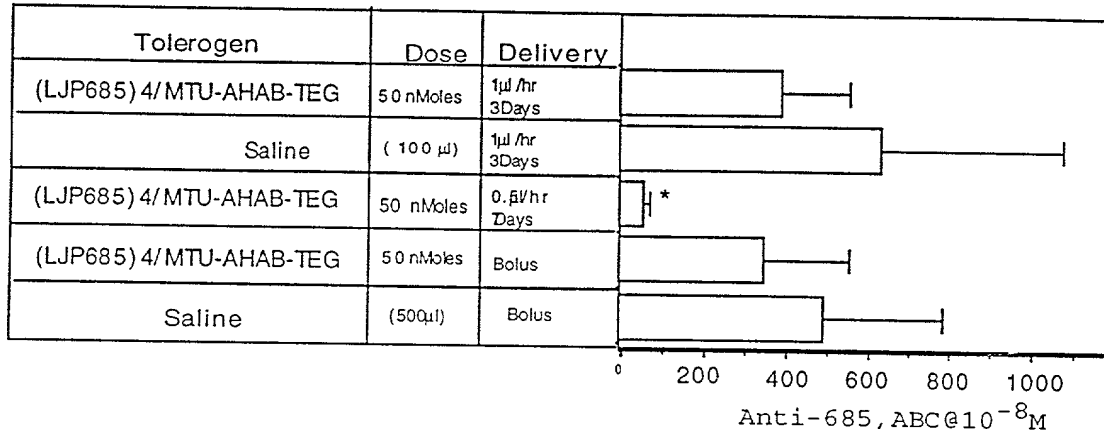 Tolerogen Dose Delivery
(LJP685) 4/MTU-AHAB-TEG 50 nMoles 1µl/hr
3Days
Saline (100 µl) 1µl/hr
3Days
(LJP685) 4/MTU-AHAB-TEG 50 nMoles /hr
Days *
(LJP685) 4/MTU-AHAB-TEG 50 nMoles Bolus
Saline (500µl) Bolus
0 200 400 600 800 1000
Anti-685, ABC@10⁻⁸M